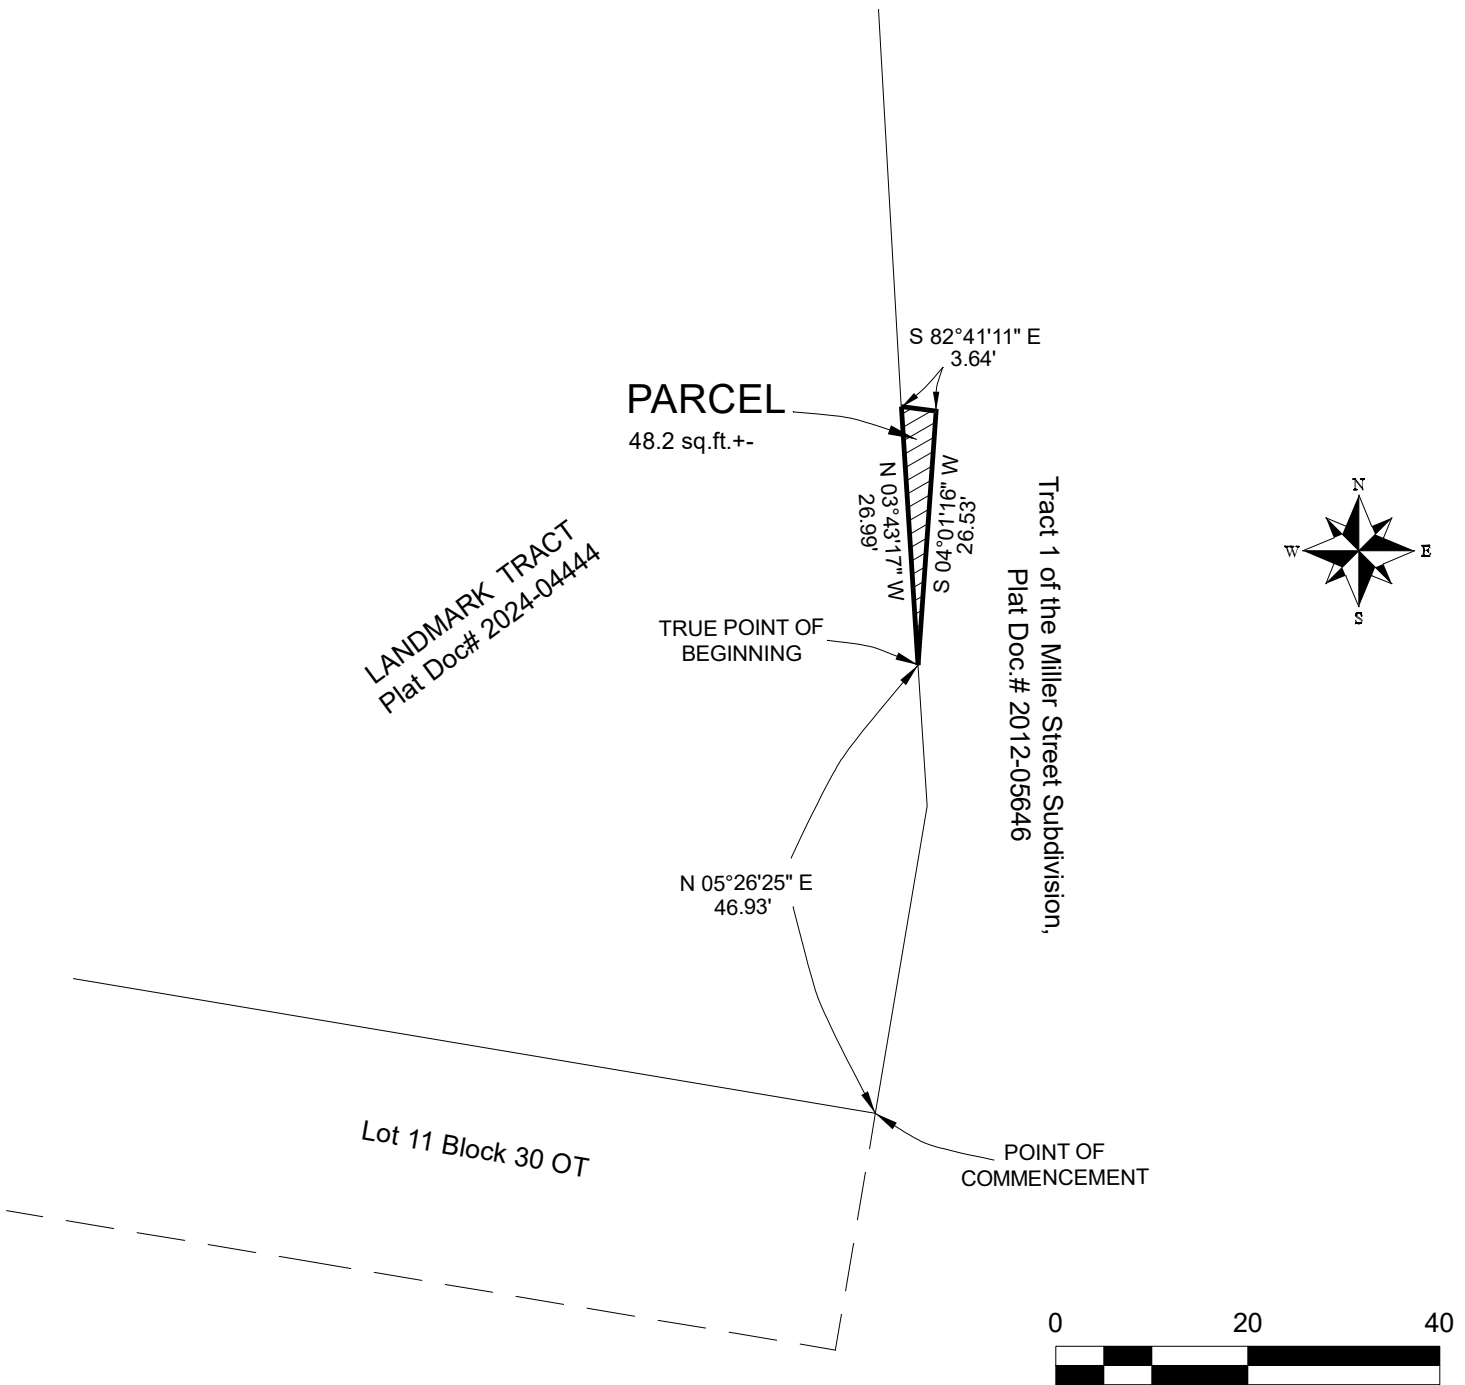 S 82°41'11" E
3.64'
PARCEL
48.2 sq.ft.+-
N 03°43'17" W
26.99'
S 04°01'16" W
26.53'
LANDMARK TRACT
Plat Doc# 2024-04444
Tract 1 of the Miller Street Subdivision,
Plat Doc.# 2012-05646
N
W
E
S
TRUE POINT OF
BEGINNING
N 05°26'25" E
46.93'
Lot 11 Block 30 OT
POINT OF
COMMENCEMENT
0 20 40